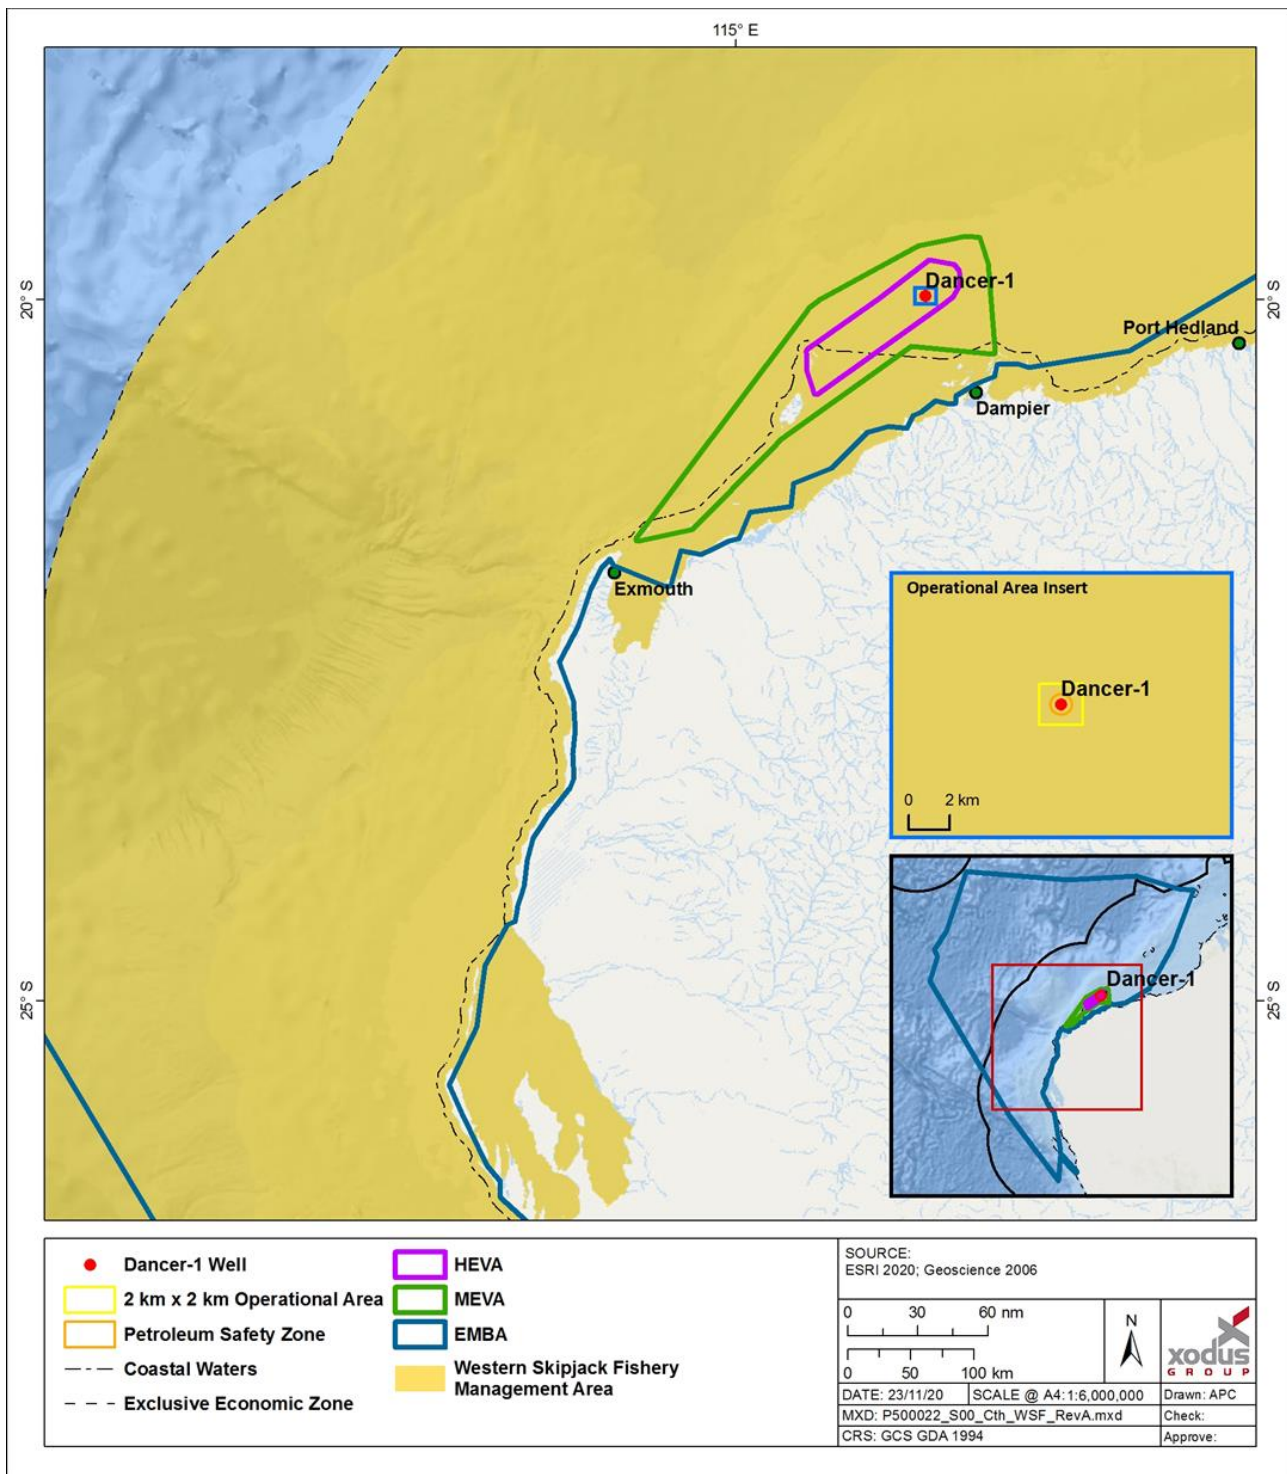 115° E
20° S
20° S
Dancer-1
Port Hedland
Dampier
Exmouth
Operational Area Insert
Dancer-1
0 2 km
25° S
25° S
Dancer-1
Dancer-1 Well
2 km x 2 km Operational Area
Petroleum Safety Zone
Coastal Waters
Exclusive Economic Zone
HEVA
MEVA
EMBA
Western Skipjack Fishery
Management Area
SOURCE:
ESRI 2020; Geoscience 2006
0 30 60 nm
0 50 100 km
N
xodus
GROUP
DATE: 23/11/20
SCALE @ A4:1:6,000,000
Drawn: APC
MXD: P500022_S00_Cth_WSF_RevA.mxd
Check:
CRS: GCS GDA 1994
Approve: